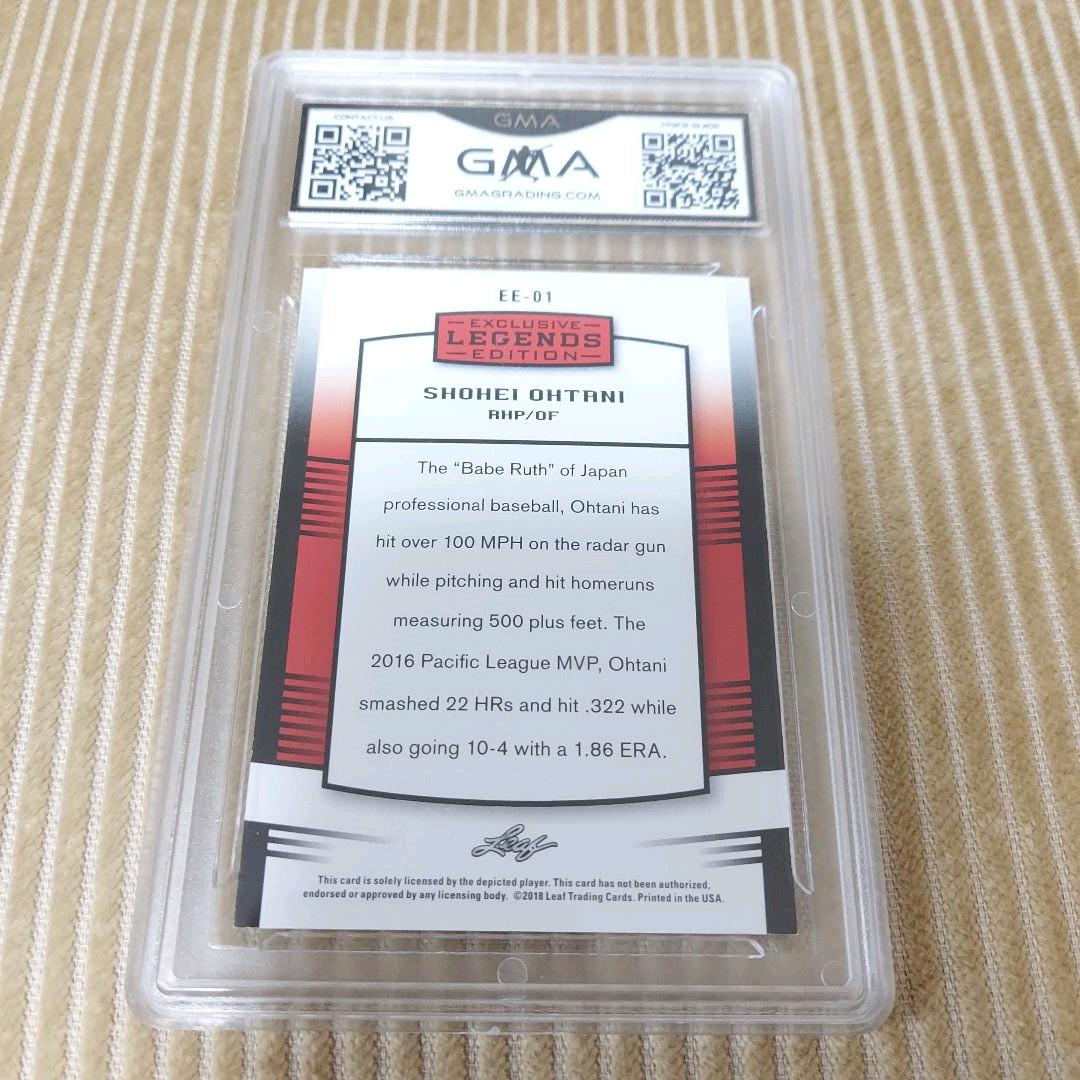 GMA
CONTACT US
PRICE GUIDE
GMA
GMAGRADING.COM
EE-01
EXCLUSIVE
LEGENDS
EDITION
SHOHEI OHTANI
RHP/OF
The “Babe Ruth” of Japan
professional baseball, Ohtani has
hit over 100 MPH on the radar gun
while pitching and hit homeruns
measuring 500 plus feet. The
2016 Pacific League MVP, Ohtani
smashed 22 HRs and hit .322 while
also going 10-4 with a 1.86 ERA.
Leaf
This card is solely licensed by the depicted player. This card has not been authorized,
endorsed or approved by any licensing body. ©2018 Leaf Trading Cards. Printed in the USA.